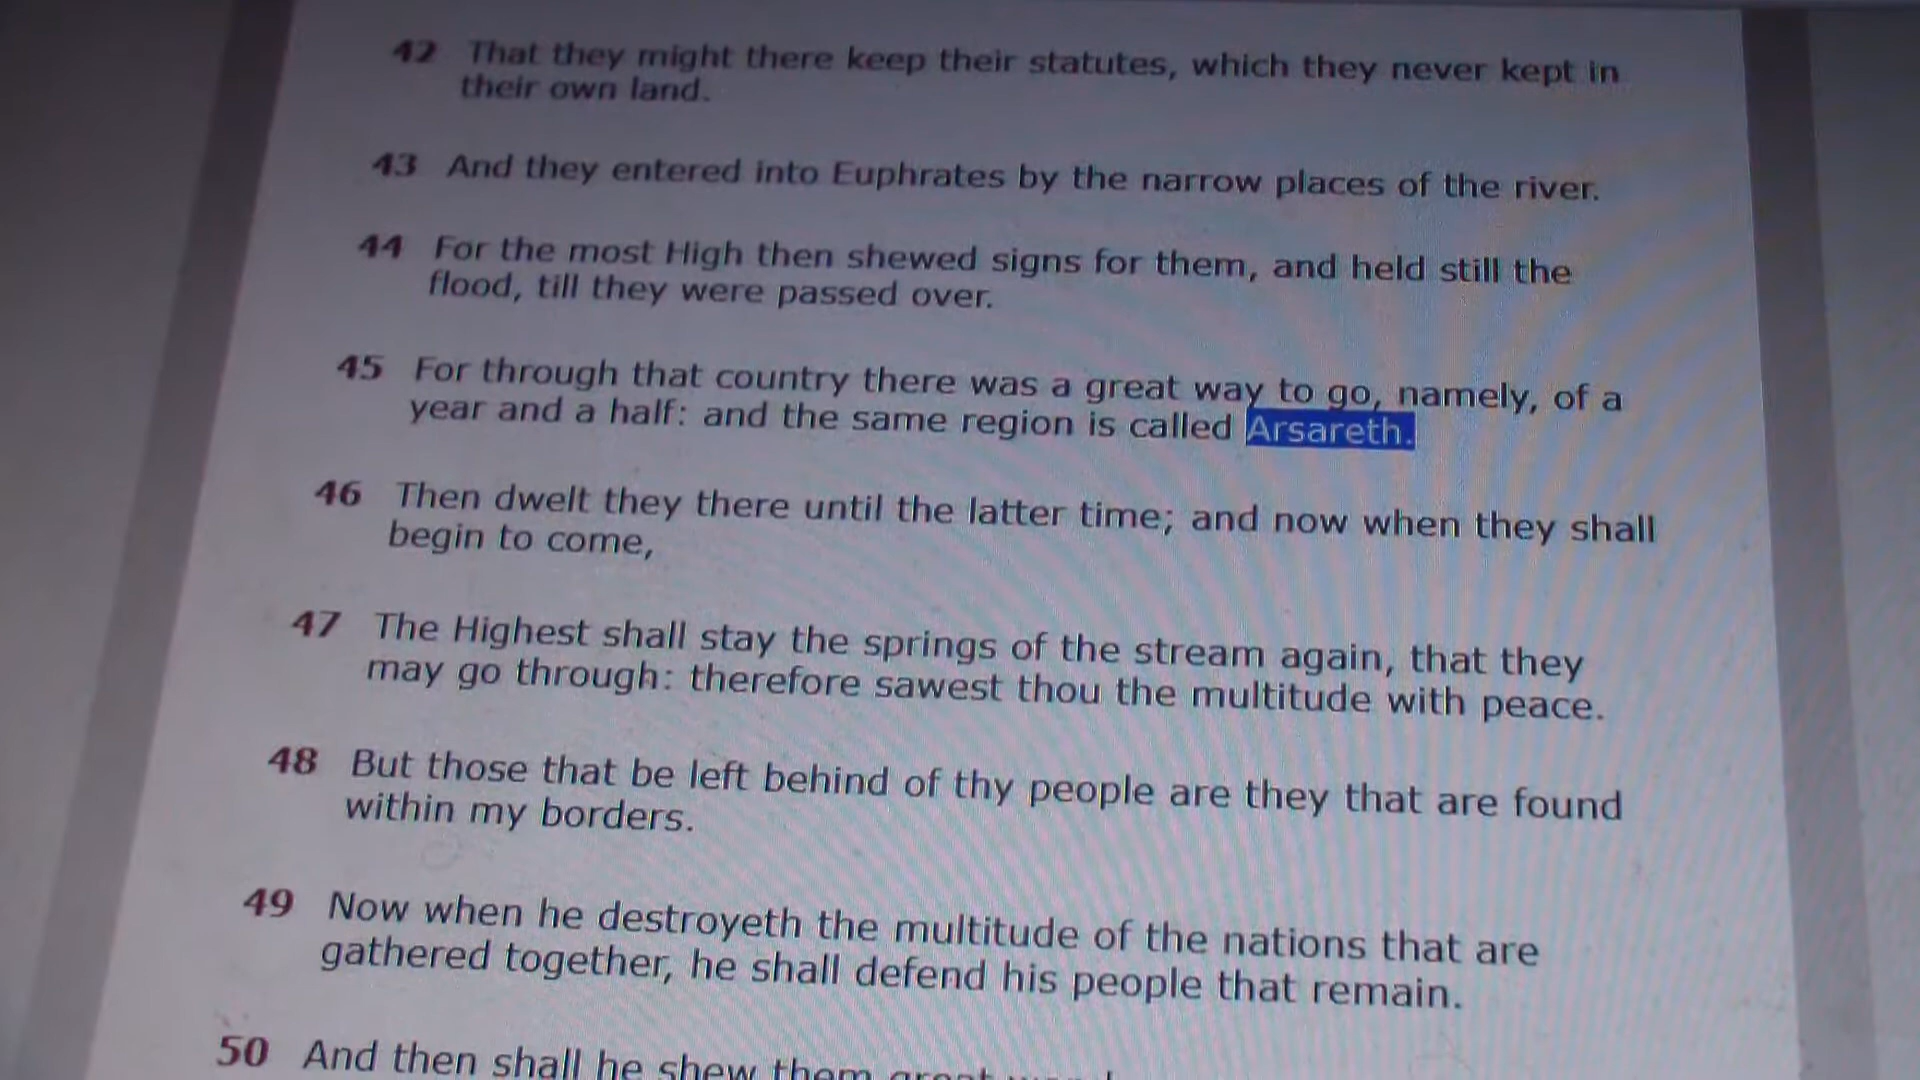 42 That they might there keep their statutes, which they never kept in
their own land.
43 And they entered into Euphrates by the narrow places of the river.
44 For the most High then shewed signs for them, and held still the
flood, till they were passed over.
45 For through that country there was a great way to go, namely, of a
year and a half: and the same region is called Arsareth.
46 Then dwelt they there until the latter time; and now when they shall
begin to come,
47 The Highest shall stay the springs of the stream again, that they
may go through: therefore sawest thou the multitude with peace.
48 But those that be left behind of thy people are they that are found
within my borders.
49 Now when he destroyeth the multitude of the nations that are
gathered together, he shall defend his people that remain.
50 And then shall he shew them great